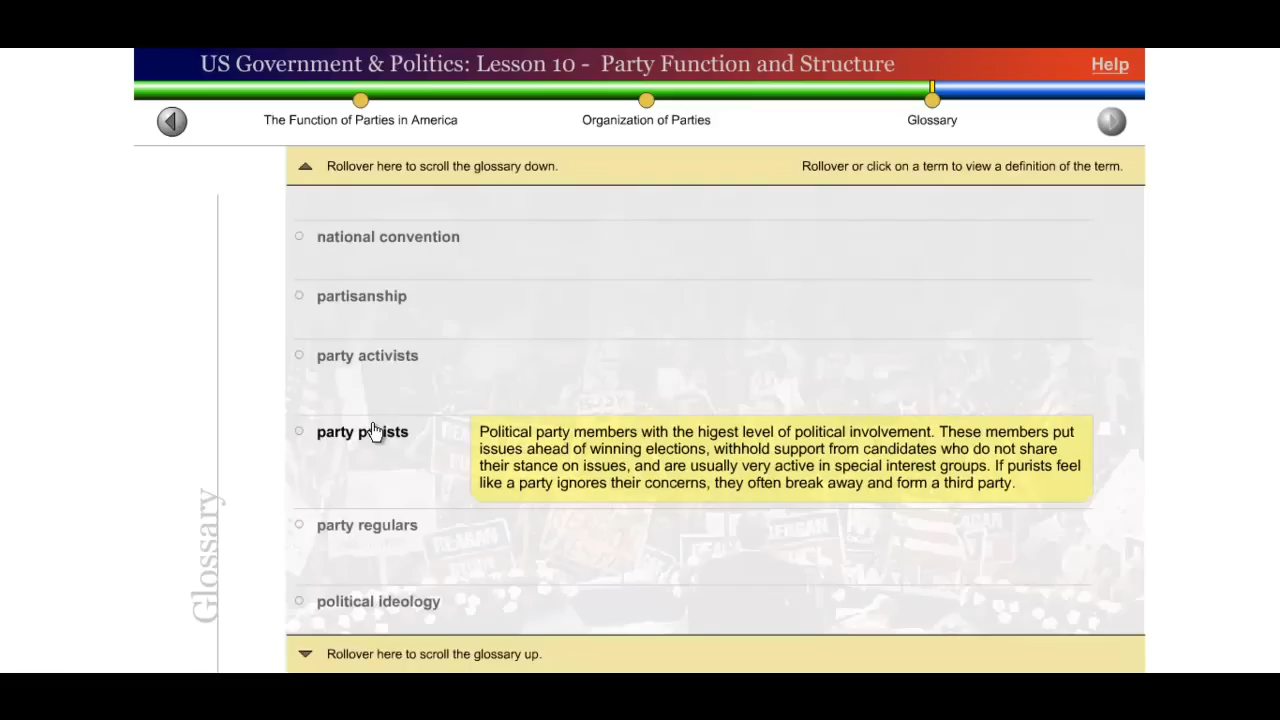 US Government & Politics: Lesson 10 - Party Function and Structure
Help
The Function of Parties in America
Organization of Parties
Glossary
Rollover here to scroll the glossary down.
Rollover or click on a term to view a definition of the term.
national convention
partisanship
party activists
party purists
Political party members with the higest level of political involvement. These members put
issues ahead of winning elections, withhold support from candidates who do not share
their stance on issues, and are usually very active in special interest groups. If purists feel
like a party ignores their concerns, they often break away and form a third party.
party regulars
REAGAN
political ideology
Glossary
Rollover here to scroll the glossary up.